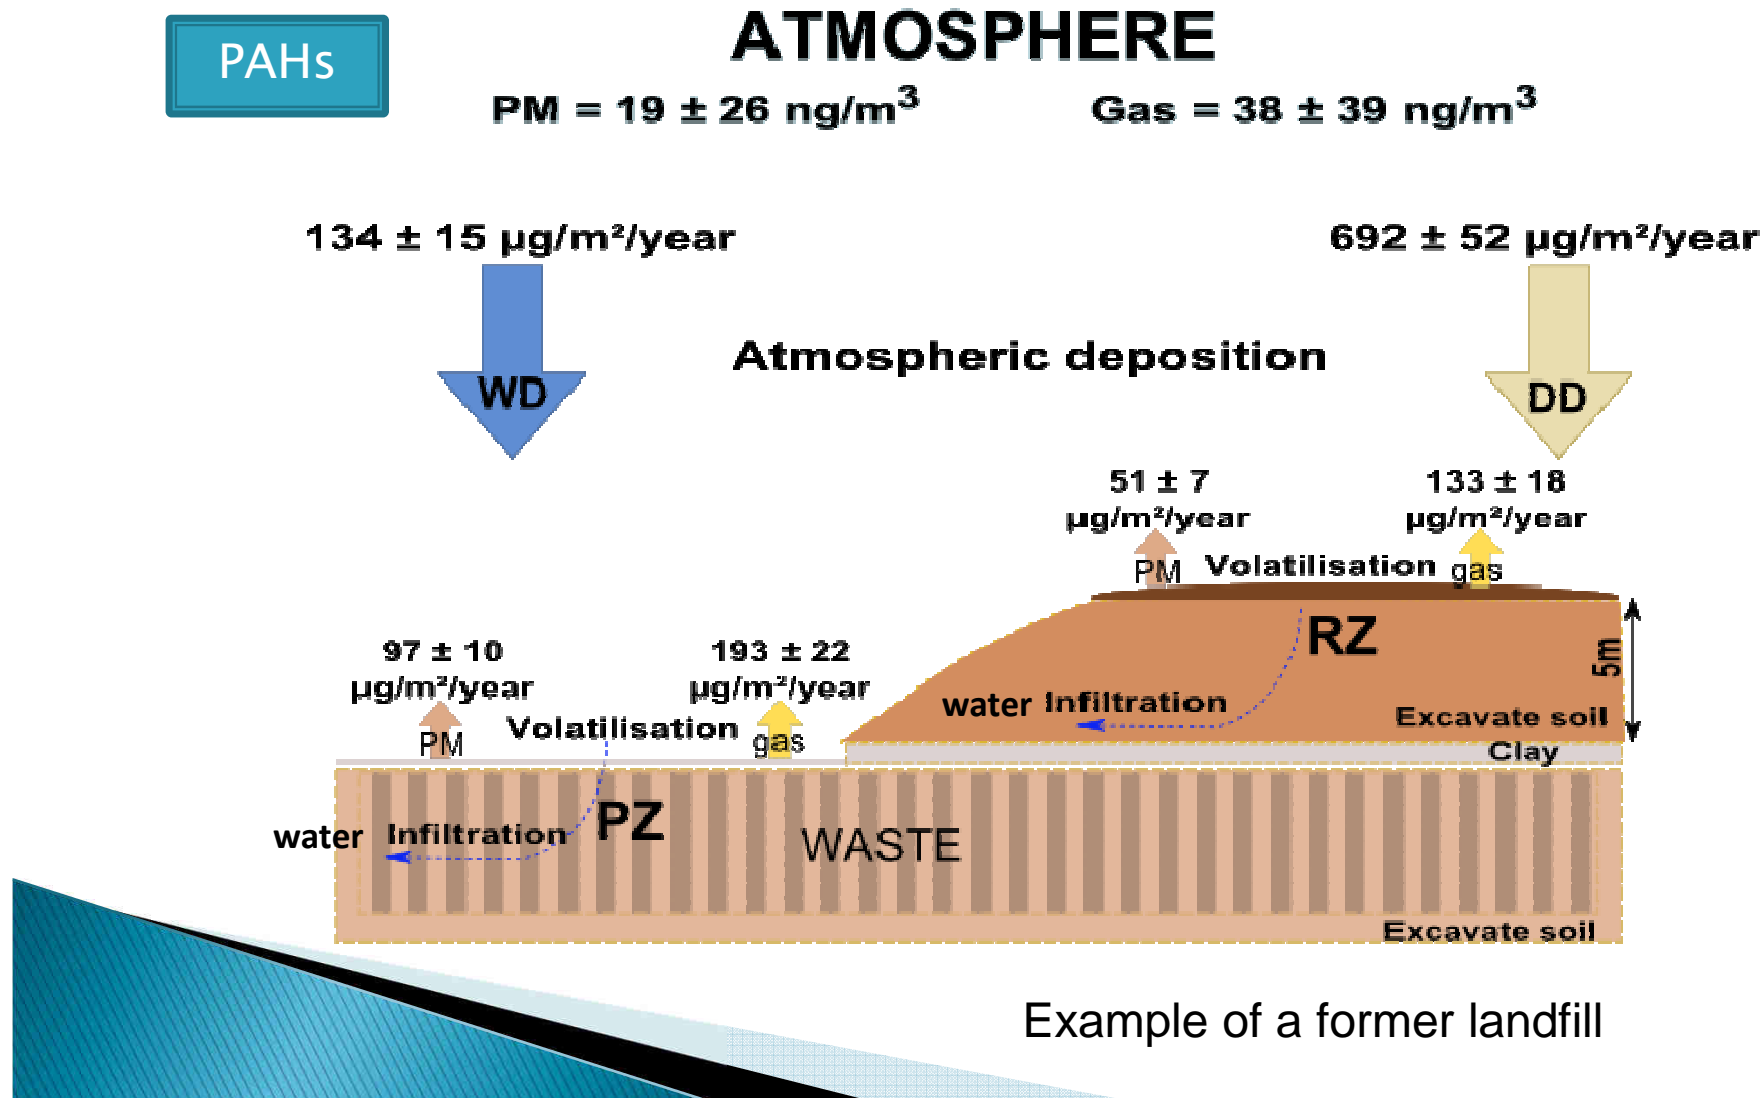 PAHs
ATMOSPHERE
PM = 19 ± 26 ng/m³
Gas = 38 ± 39 ng/m³
134 ± 15 µg/m²/year
692 ± 52 µg/m²/year
Atmospheric deposition
WD
DD
51 ± 7
µg/m²/year
133 ± 18
µg/m²/year
PM
Volatilisation
gas
RZ
5m
97 ± 10
µg/m²/year
193 ± 22
µg/m²/year
water Infiltration
Excavate soil
PM
Volatilisation
gas
Clay
PZ
water Infiltration
WASTE
Excavate soil
Example of a former landfill